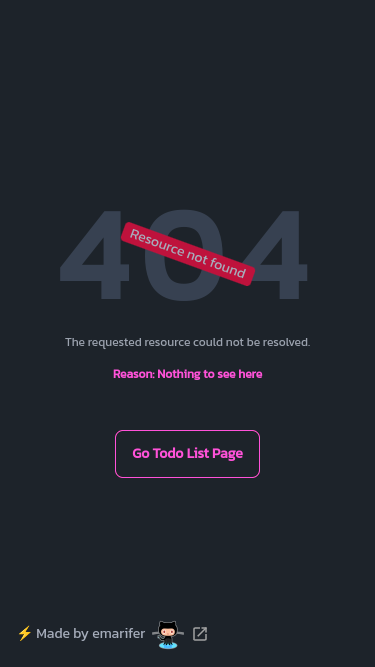 404
Resource not found
The requested resource could not be resolved.
Reason: Nothing to see here
Go Todo List Page
⚡ Made by emarifer